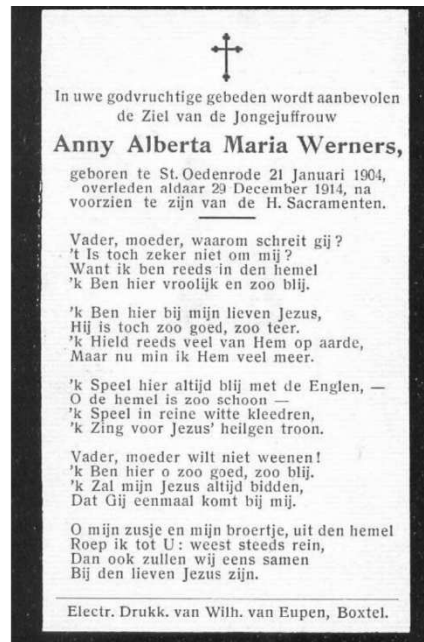 In uwe godvruchtige gebeden wordt aanbevolen
de Ziel van de Jongejuffrouw
Anny Alberta Maria Werners,
geboren te St. Oedenrode 21 Januari 1904,
overleden aldaar 29 December 1914, na
voorzien te zijn van de H. Sacramenten.
Vader, moeder, waarom schreit gij?
't Is toch zeker niet om mij?
Want ik ben reeds in den hemel
'k Ben hier vroolijk en zoo blij.
'k Ben hier bij mijn lieven Jezus,
Hij is toch zoo goed, zoo teer.
'k Hield reeds veel van Hem op aarde,
Maar nu min ik Hem veel meer.
'k Speel hier altijd blij met de Englen, —
O de hemel is zoo schoon —
'k Speel in reine witte kleedren,
'k Zing voor Jezus' heilgen troon.
Vader, moeder wilt niet weenen!
'k Ben hier o zoo goed, zoo blij.
'k Zal mijn Jezus altijd bidden,
Dat Gij eenmaal komt bij mij.
O mijn zusje en mijn broertje, uit den hemel
Roep ik tot U: weest steeds rein,
Dan ook zullen wij eens samen
Bij den lieven Jezus zijn.
Electr. Drukk. van Wilh. van Eupen, Boxtel.